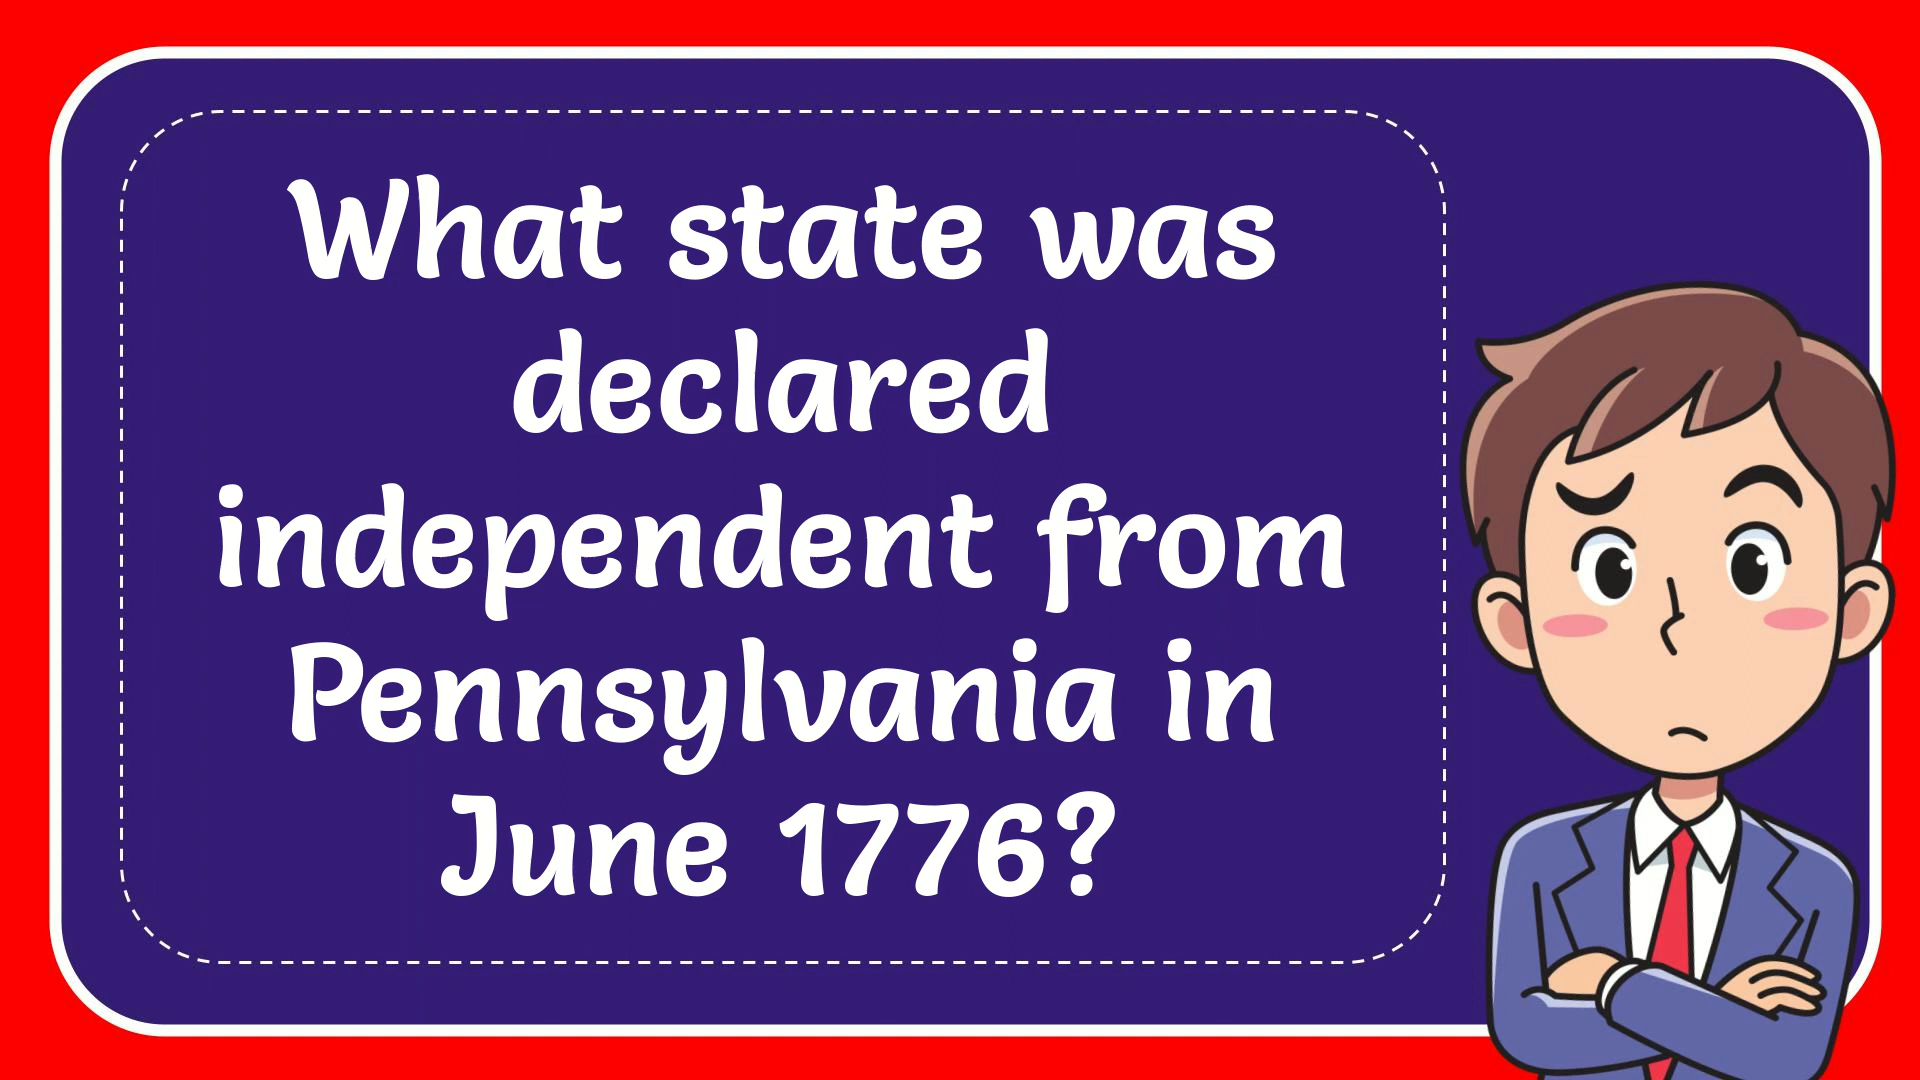 What state was
declared
independent from
Pennsylvania in
June 1776?